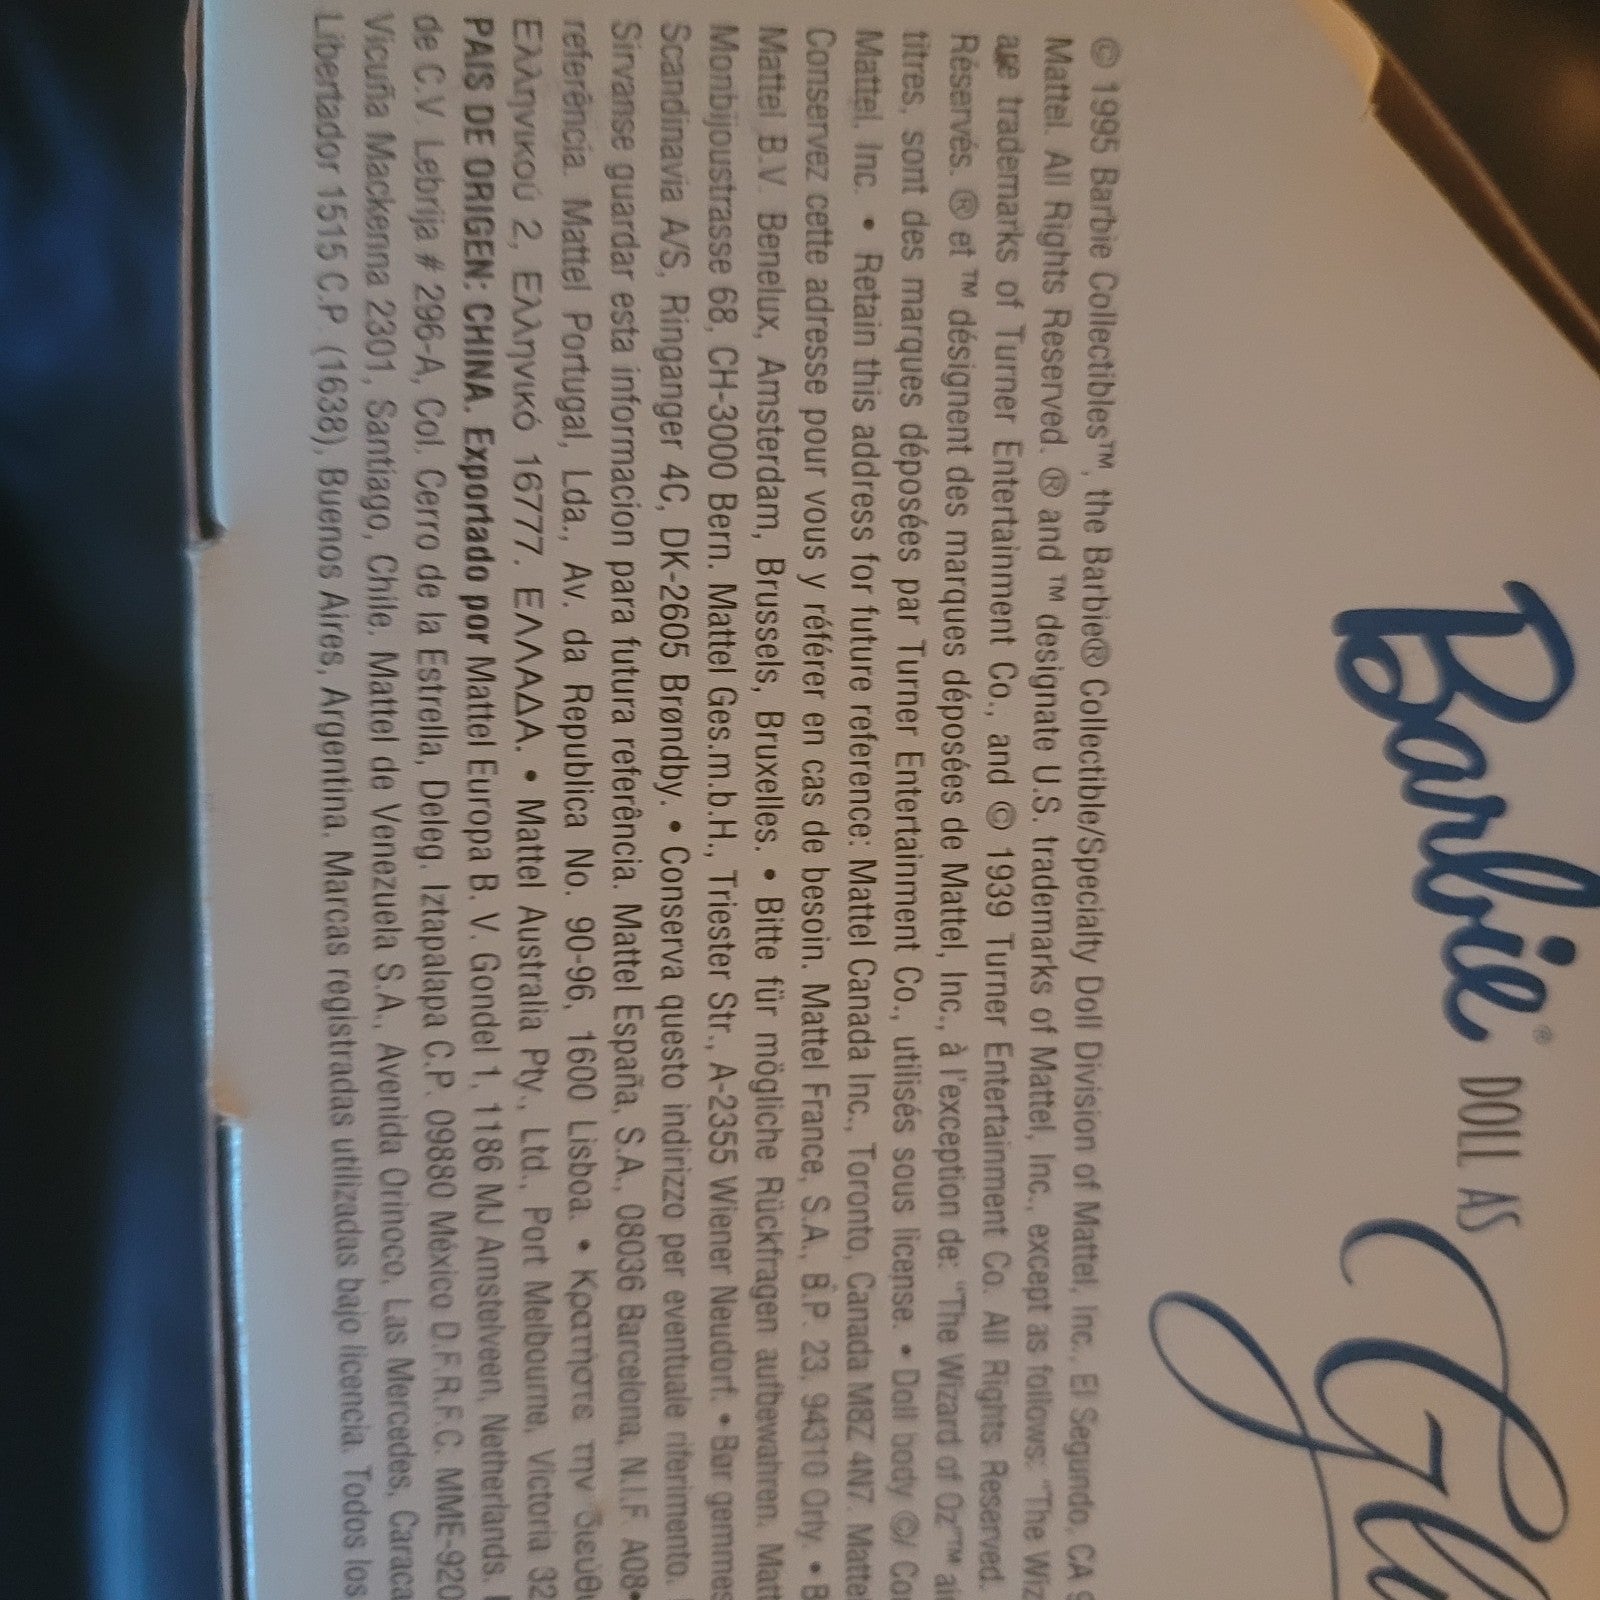 Barbie® DOLL AS
© 1995 Barbie Collectibles™, the Barbie® Collectible/Specialty Doll Division of Mattel, Inc., El Segundo, CA
Mattel. All Rights Reserved. ® and ™ designate U.S. trademarks of Mattel, Inc., except as follows: "The
are trademarks of Turner Entertainment Co., and © 1939 Turner Entertainment Co. All Rights Reserved.
Réservés. ® et ™ désignent des marques déposées de Mattel, Inc., à l'exception de: "The Wizard of Oz"™
titres, sont des marques déposées par Turner Entertainment Co., utilisés sous license. • Doll body ©/
Mattel, Inc. • Retain this address for future reference: Mattel Canada Inc., Toronto, Canada M8Z 4N7. Mattel
Conservez cette adresse pour vous y référer en cas de besoin. Mattel France, S.A., B.P. 23, 94310 Orly. •
Mattel B.V. Benelux, Amsterdam, Brussels, Bruxelles. • Bitte für mögliche Rückfragen aufbewahren.
Monbijoustrasse 68, CH-3000 Bern. Mattel Ges.m.b.H., Triester Str., A-2355 Wiener Neudorf. • Bør gemmes
Scandinavia A/S, Ringanger 4C, DK-2605 Brøndby. • Conserva questo indirizzo per eventuale riferimento.
Sirvanse guardar esta informacion para futura referência. Mattel España, S.A., 08036 Barcelona, N.I.F. A08-
referência. Mattel Portugal, Lda., Av. da Republica No. 90-96, 1600 Lisboa. • Κρατήστε την
Ελληνικού 2, Ελληνικό 16777. ΕΛΛΑΔΑ. • Mattel Australia Pty., Ltd., Port Melbourne, Victoria 32
PAIS DE ORIGEN: CHINA. Exportado por Mattel Europa B. V. Gondel 1, 1186 MJ Amstelveen, Netherlands.
de C.V. Lebrija # 296-A, Col. Cerro de la Estrella, Deleg. Iztapalapa C.P. 09880 México D.F.R.F.C. MME-920
Vicuña Mackenna 2301, Santiago, Chile. Mattel de Venezuela S.A., Avenida Orinoco, Las Mercedes, Caraca
Libertador 1515 C.P. (1638), Buenos Aires, Argentina. Marcas registradas utilizadas bajo licencia. Todos los